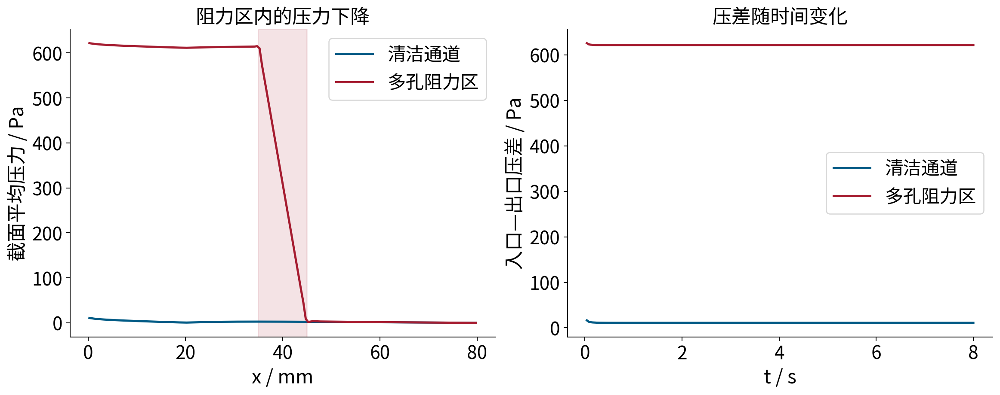 阻力区内的压力下降
截面平均压力 / Pa
600
500
400
300
200
100
0
0 20 40 60 80
x / mm
清洁通道
多孔阻力区
压差随时间变化
入口—出口压差 / Pa
600
500
400
300
200
100
0
0 2 4 6 8
t / s
清洁通道
多孔阻力区